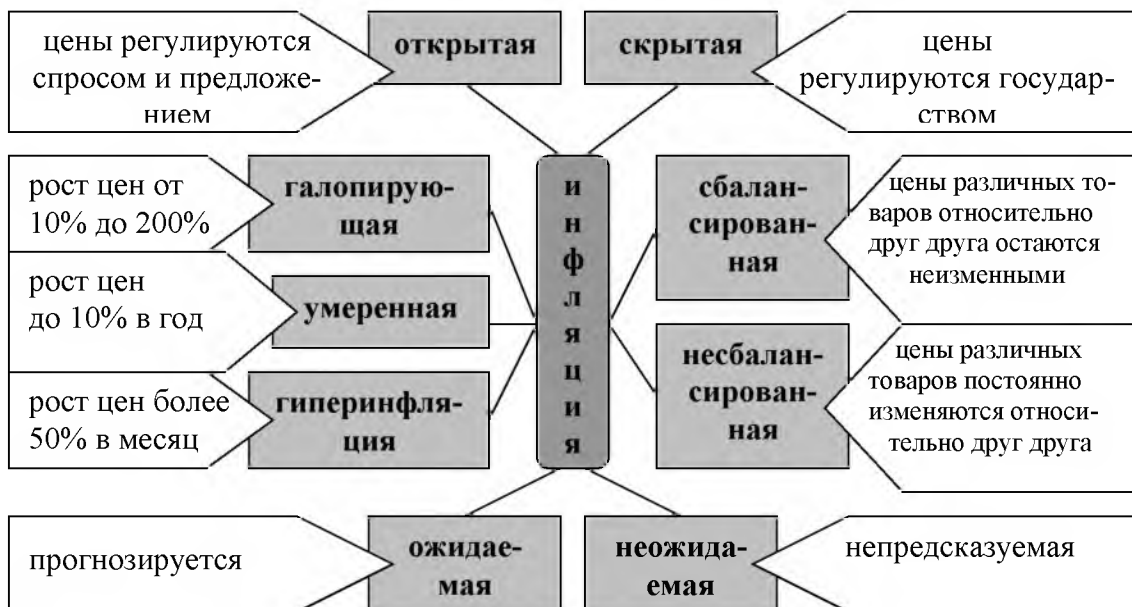 цены регулируются
спросом и предложе-
нием
открытая
скрытая
цены
регулируются государ-
ством
рост цен от
10% до 200%
галопирую-
щая
рост цен
до 10% в год
умеренная
рост цен более
50% в месяц
гиперинфля-
ция
и
н
ф
л
я
ц
и
я
сбалан-
сирован-
ная
цены различных то-
варов относительно
друг друга остаются
неизменными
несбалан-
сирован-
ная
цены различных
товаров постоянно
изменяются относи-
тельно друг друга
прогнозируется
ожидае-
мая
неожида-
емая
непредсказуемая